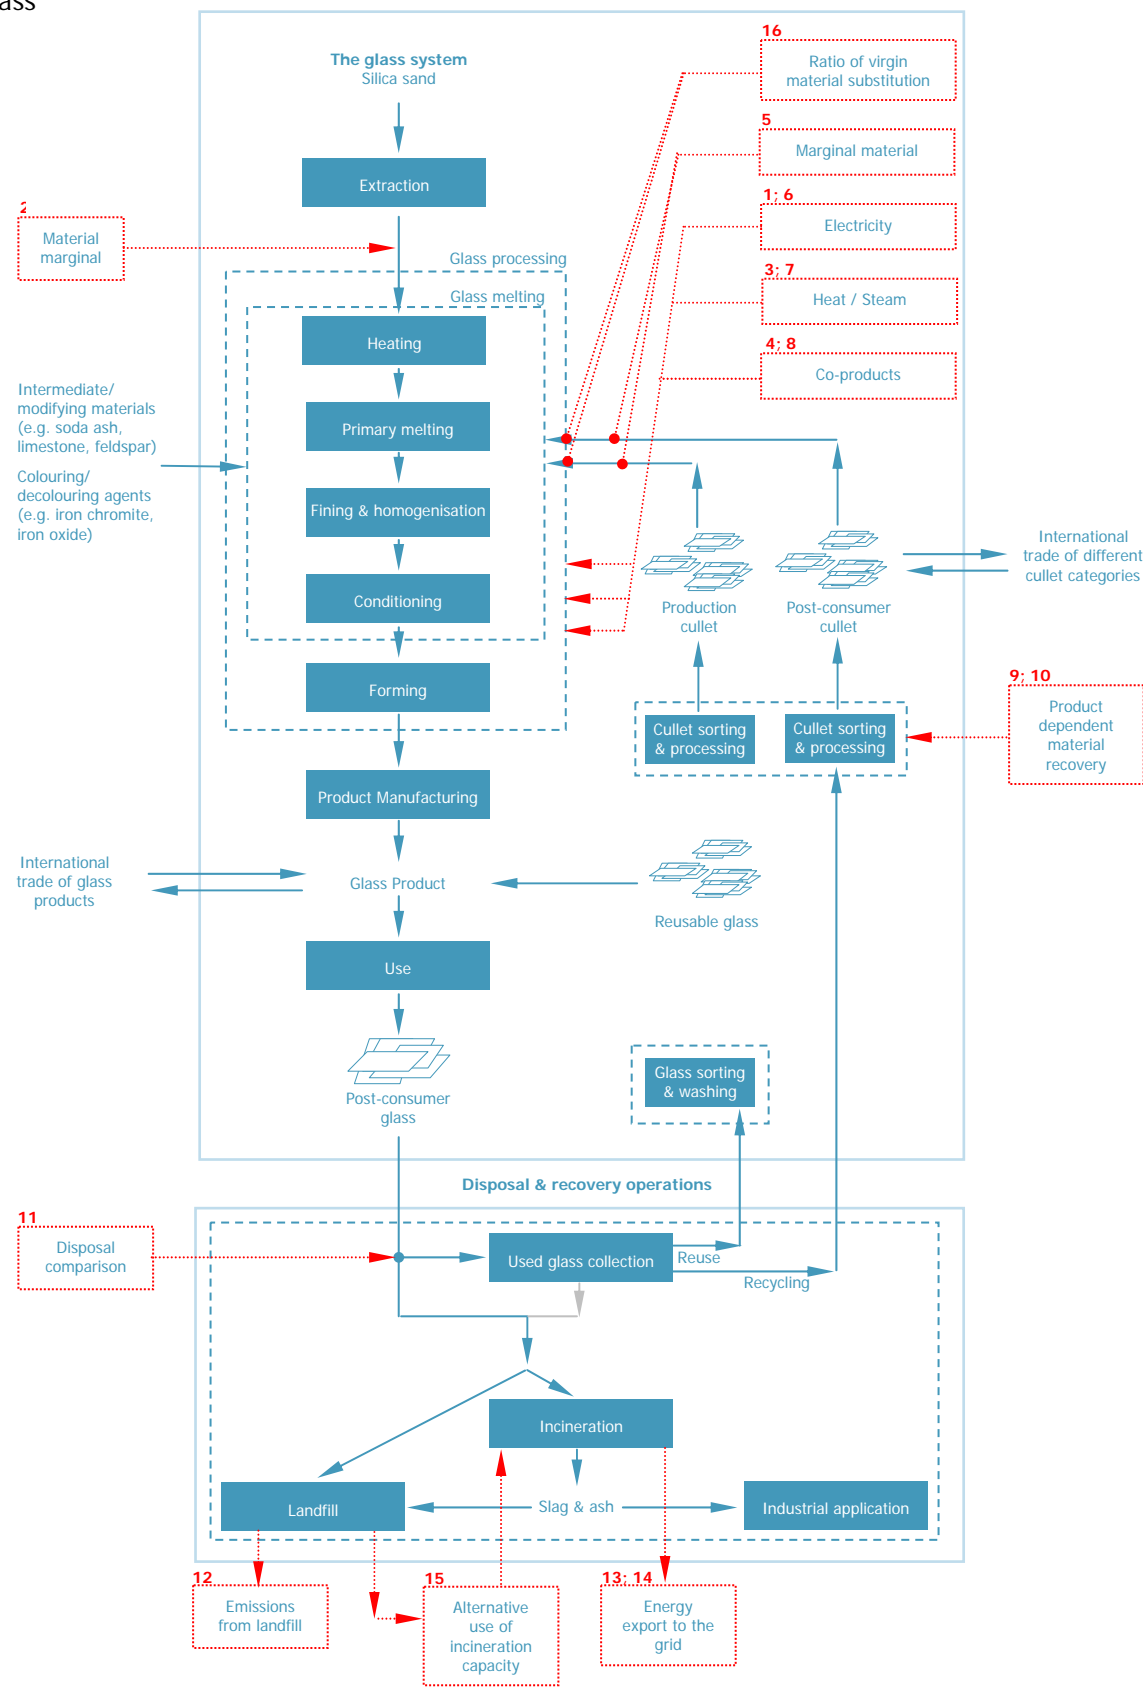 ass
The glass system
Silica sand
16
Ratio of virgin
material substitution
5
Marginal material
Extraction
1; 6
Electricity
2
Material
marginal
Glass processing
3; 7
Heat / Steam
Glass melting
Heating
4; 8
Co-products
Intermediate/
modifying materials
(e.g. soda ash,
limestone, feldspar)
Primary melting
Colouring/
decolouring agents
(e.g. iron chromite,
iron oxide)
Fining & homogenisation
International
trade of different
cullet categories
Conditioning
Production
cullet
Post-consumer
cullet
Forming
9; 10
Product
dependent
material
recovery
Cullet sorting
& processing
Cullet sorting
& processing
Product Manufacturing
International
trade of glass
products
Glass Product
Reusable glass
Use
Glass sorting
& washing
Post-consumer
glass
Disposal & recovery operations
11
Disposal
comparison
Used glass collection
Reuse
Recycling
Incineration
Landfill
Slag & ash
Industrial application
12
Emissions
from landfill
15
Alternative
use of
incineration
capacity
13; 14
Energy
export to the
grid